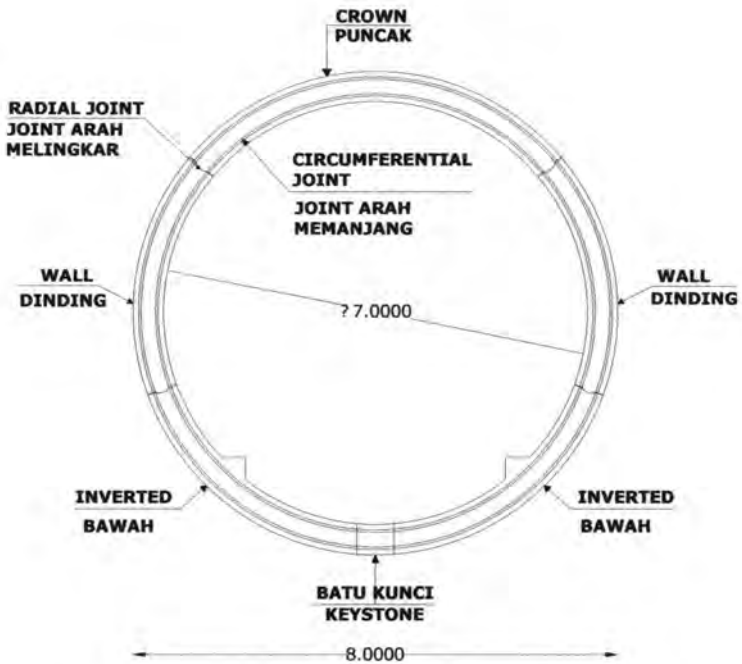 CROWN
PUNCAK
RADIAL JOINT
JOINT ARAH
MELINGKAR
CIRCUMFERENTIAL
JOINT
JOINT ARAH
MEMANJANG
WALL
DINDING
WALL
DINDING
?7.0000
INVERTED
BAWAH
INVERTED
BAWAH
BATU KUNCI
KEYSTONE
8.0000